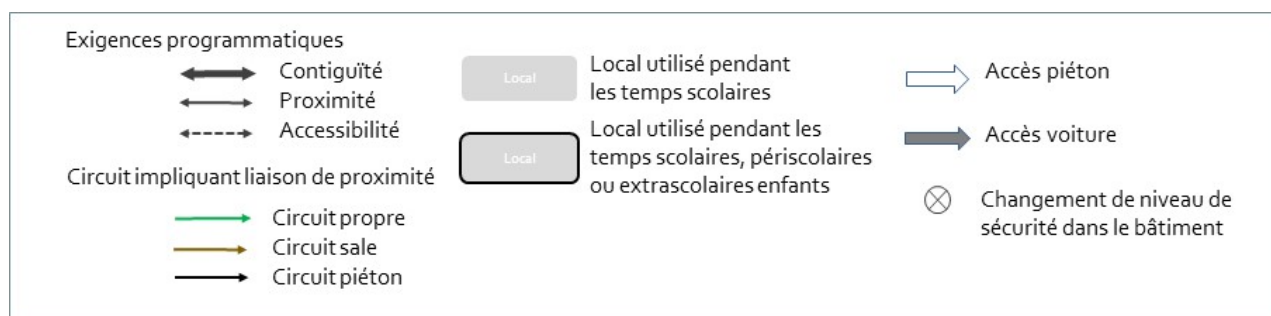 Exigences programmatiques
Contiguïté
Proximité
Accessibilité
Circuit impliquant liaison de proximité
Circuit propre
Circuit sale
Circuit piéton
Local
Local utilisé pendant
les temps scolaires
Local
Local utilisé pendant les
temps scolaires, périscolaires
ou extrascolaires enfants
Accès piéton
Accès voiture
Changement de niveau de
sécurité dans le bâtiment